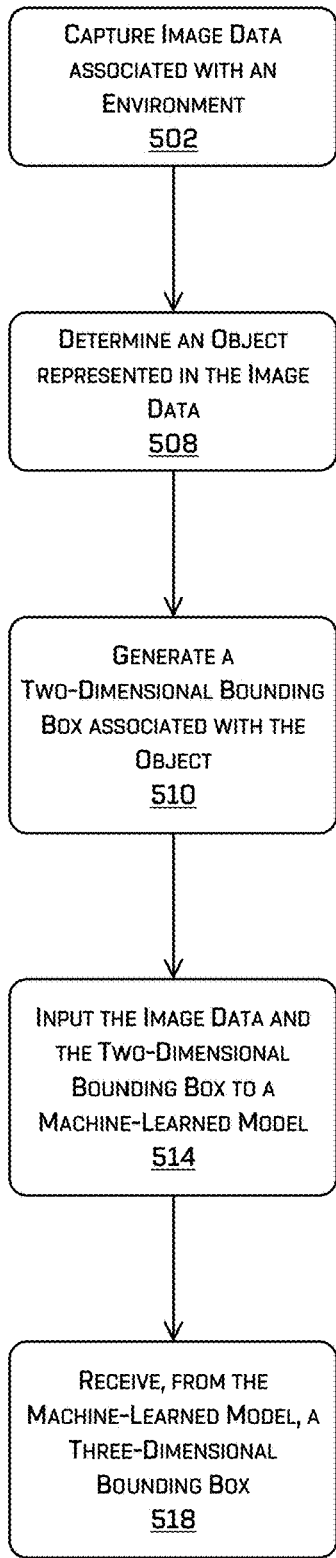 CAPTURE IMAGE DATA
ASSOCIATED WITH AN
ENVIRONMENT
502
DETERMINE AN OBJECT
REPRESENTED IN THE IMAGE
DATA
508
GENERATE A
TWO-DIMENSIONAL BOUNDING
BOX ASSOCIATED WITH THE
OBJECT
510
INPUT THE IMAGE DATA AND
THE TWO-DIMENSIONAL
BOUNDING BOX TO A
MACHINE-LEARNED MODEL
514
RECEIVE, FROM THE
MACHINE-LEARNED MODEL, A
THREE-DIMENSIONAL
BOUNDING BOX
518